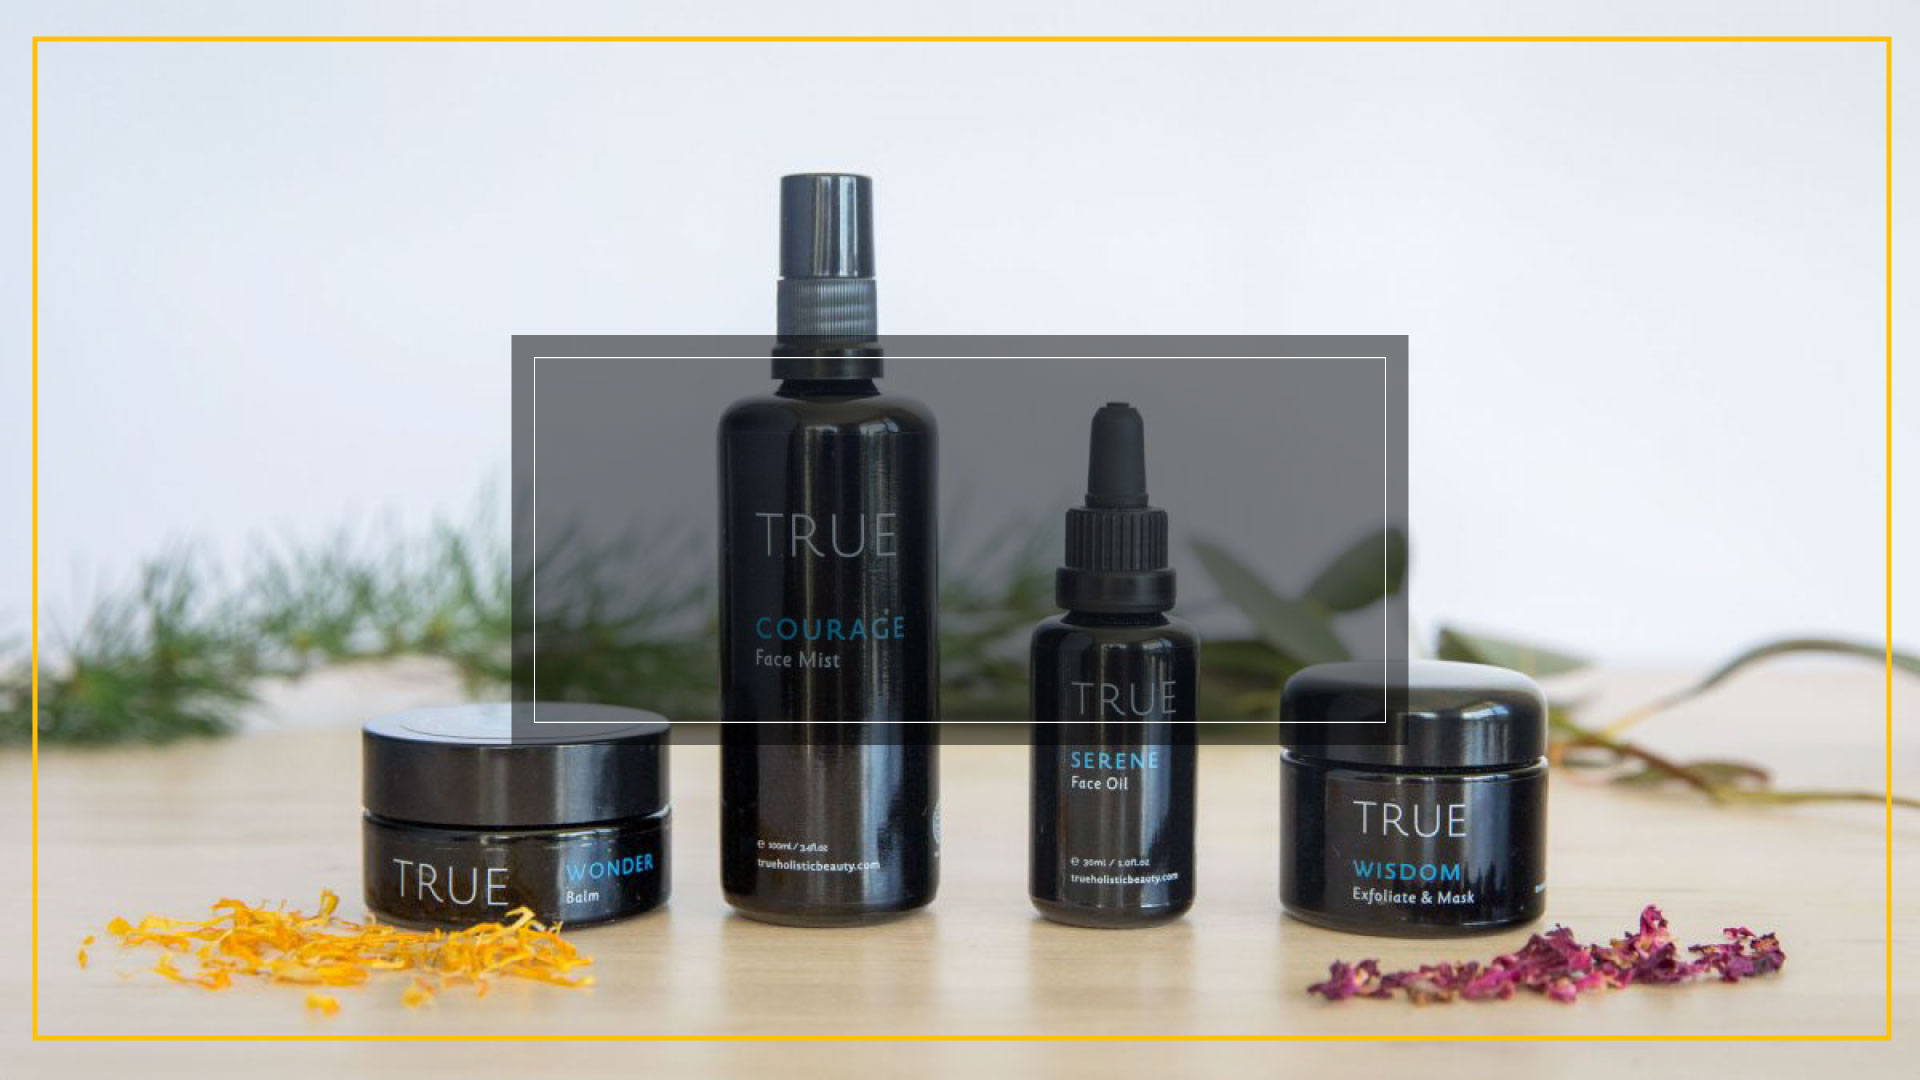 TRUE
WONDER
Balm
TRUE
COURAGE
Face Mist
e 100ml / 3.4fl.oz
trueholisticbeauty.com
TRUE
SERENE
Face Oil
e 30ml / 1.0fl.oz
trueholisticbeauty.com
TRUE
WISDOM
Exfoliate & Mask